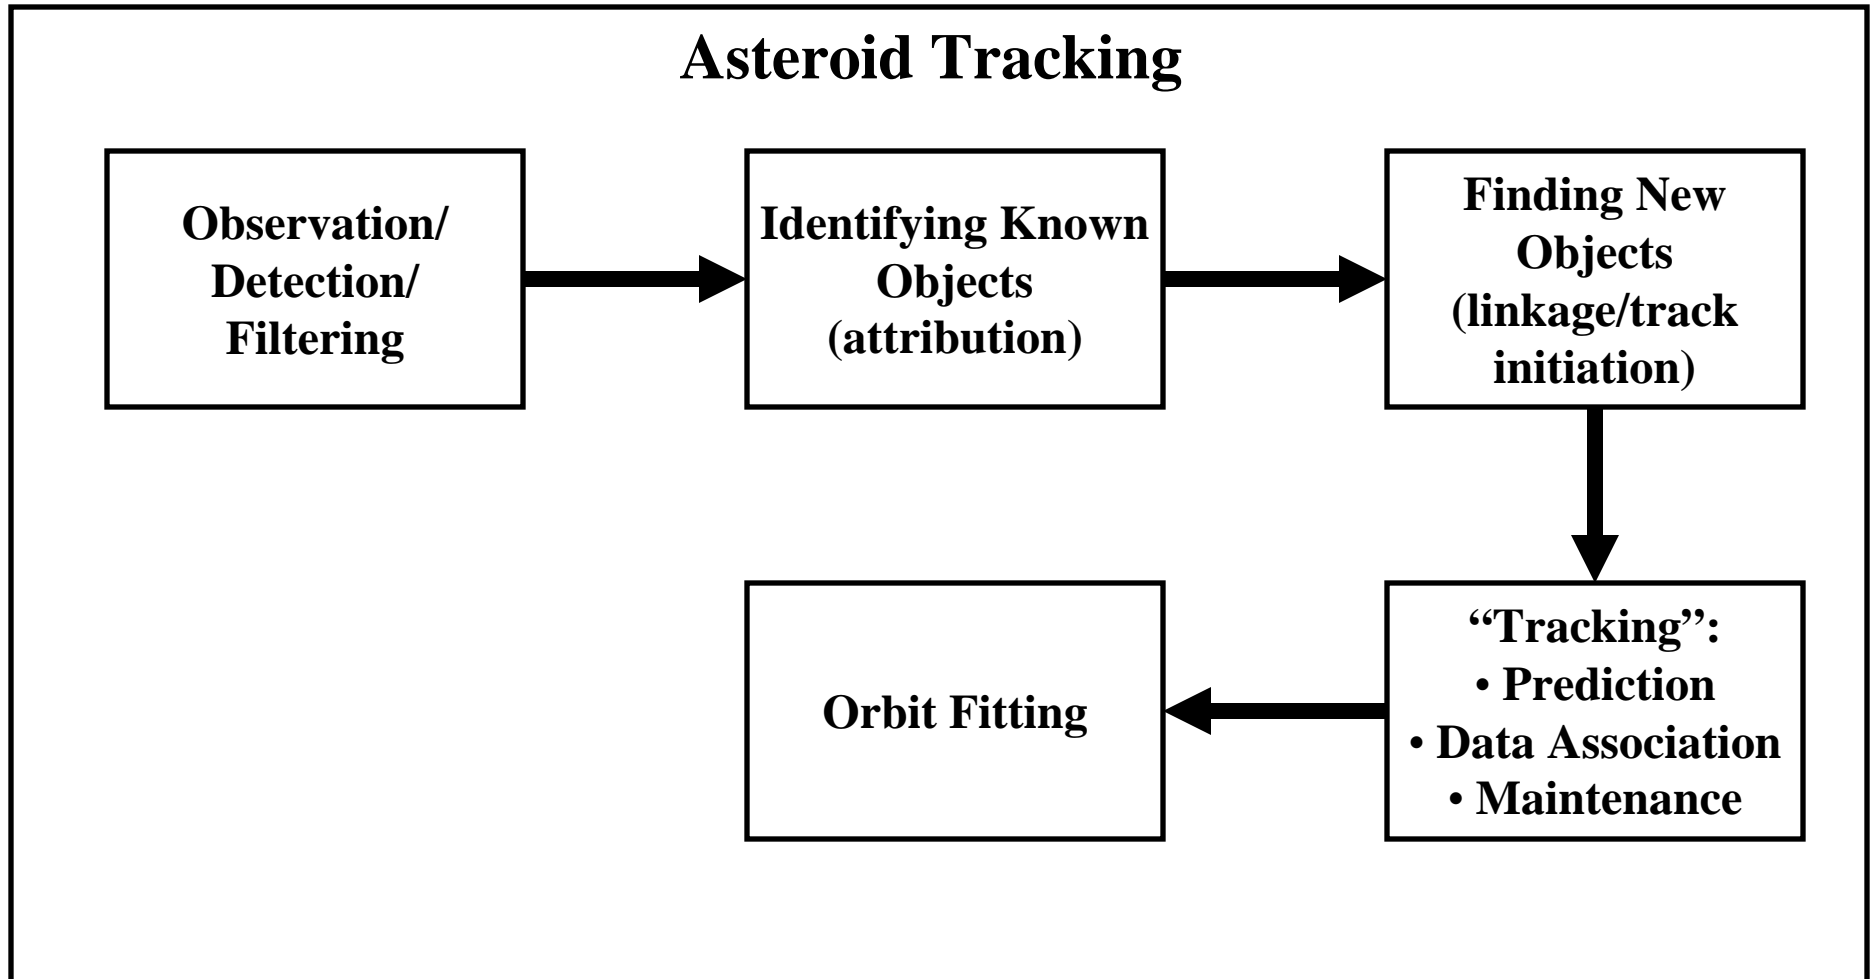 Asteroid Tracking
Observation/
Detection/
Filtering
Identifying Known
Objects
(attribution)
Finding New
Objects
(linkage/track
initiation)
“Tracking”:
• Prediction
• Data Association
• Maintenance
Orbit Fitting